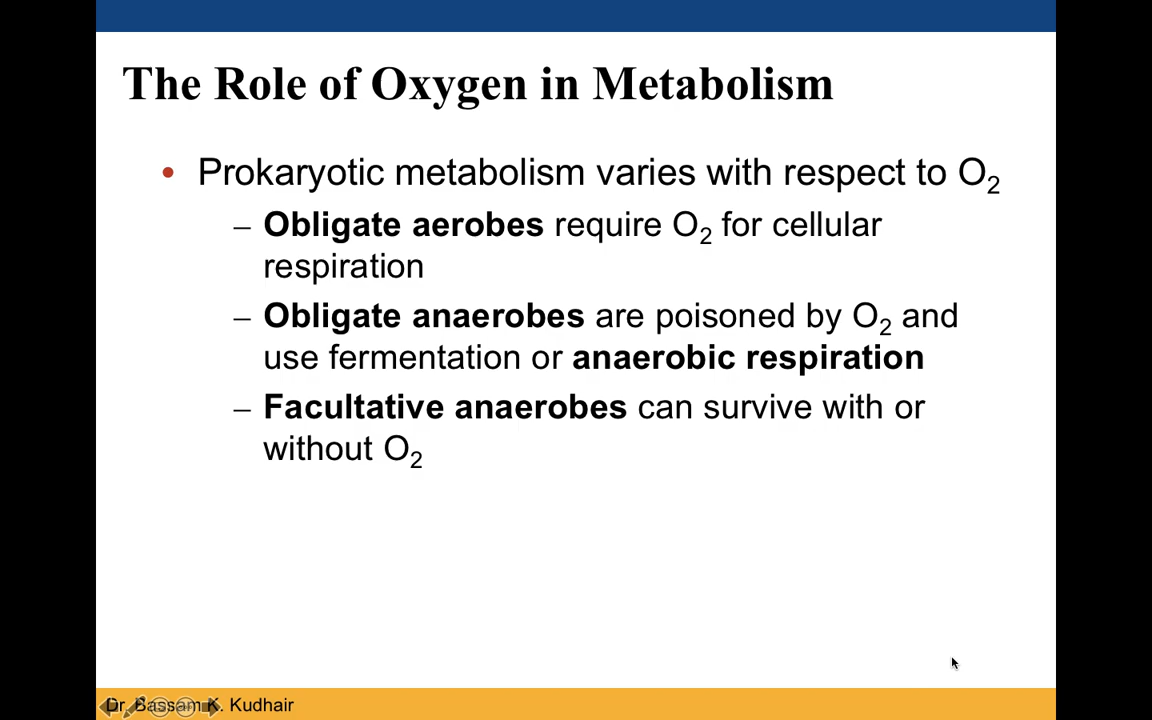 The Role of Oxygen in Metabolism
• Prokaryotic metabolism varies with respect to O₂
– Obligate aerobes require O₂ for cellular
respiration
– Obligate anaerobes are poisoned by O₂ and
use fermentation or anaerobic respiration
– Facultative anaerobes can survive with or
without O₂
Dr. Bassam K. Kudhair